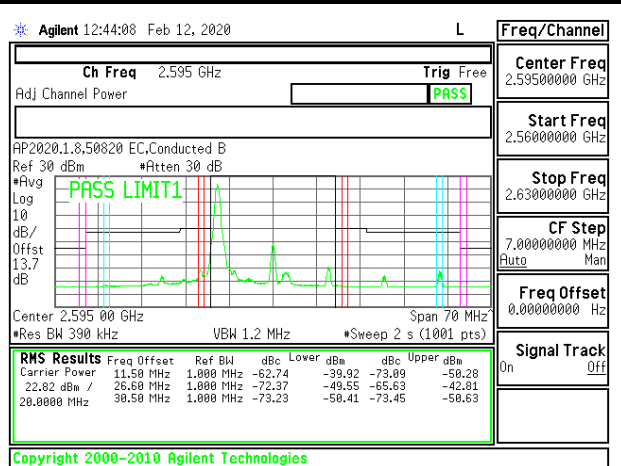 Agilent 12:44:08 Feb 12, 2020 L Freq/Channel
Ch Freq 2.595 GHz Trig Free
Adj Channel Power PASS
AP2020.1.8,50820 EC,Conducted B
Ref 30 dBm #Atten 30 dB
#Avg
Log
10
dB/
Offst
13.7
dB
PASS LIMIT1
Center 2.595 00 GHz Span 70 MHz
#Res BW 390 kHz VBW 1.2 MHz #Sweep 2 s (1001 pts)
RMS Results Freq Offset Ref BW dBc Lower dBm dBc Upper dBm
Carrier Power 11.50 MHz 1.000 MHz -62.74 -39.92 -73.09 -50.28
22.82 dBm / 26.60 MHz 1.000 MHz -72.37 -49.55 -65.63 -42.81
20.0000 MHz 30.50 MHz 1.000 MHz -73.23 -50.41 -73.45 -50.63
Copyright 2000-2010 Agilent Technologies
Center Freq
2.59500000 GHz
Start Freq
2.56000000 GHz
Stop Freq
2.63000000 GHz
CF Step
7.00000000 MHz
Auto Man
Freq Offset
0.00000000 Hz
Signal Track
On Off